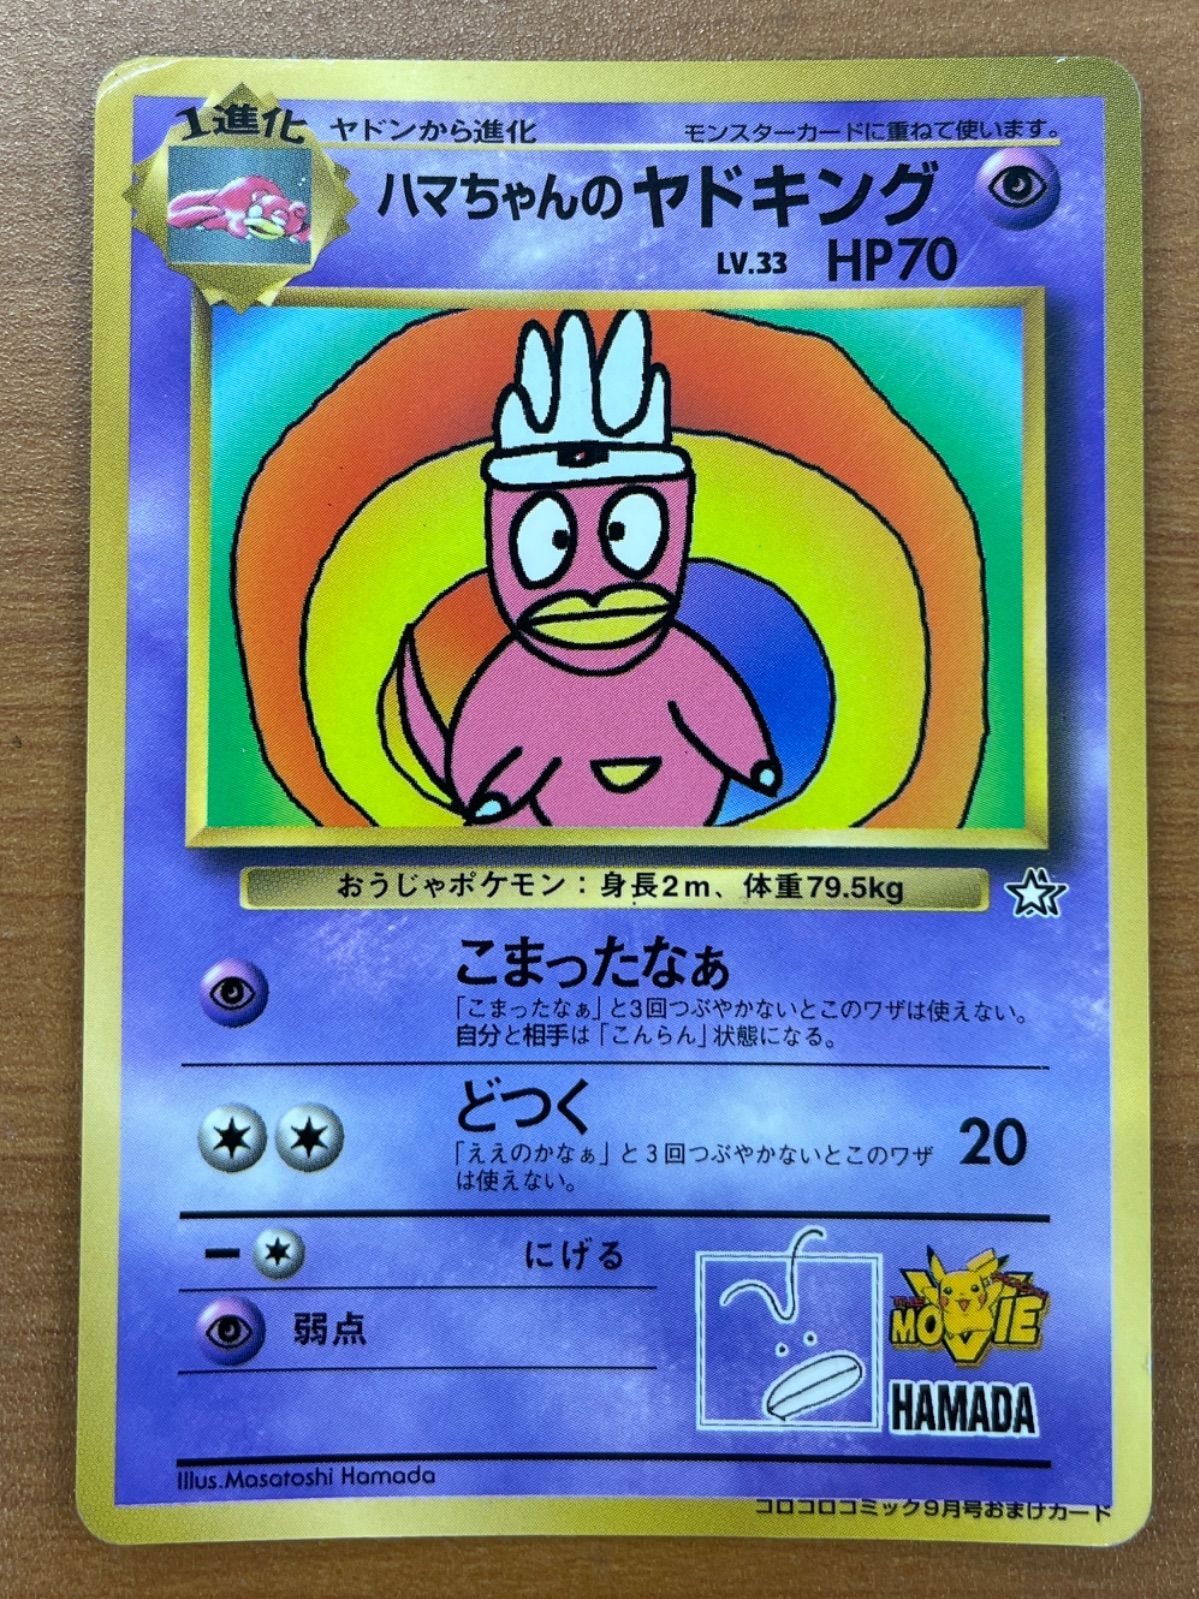 1進化
ヤドンから進化
モンスターカードに重ねて使います。
ハマちゃんのヤドキング
LV.33 HP70
おうじゃポケモン：身長2m、体重79.5kg
こまったなぁ
「こまったなぁ」と3回つぶやかないとこのワザは使えない。
自分と相手は「こんらん」状態になる。
どつく
20
「ええのかなぁ」と3回つぶやかないとこのワザ
は使えない。
にげる
弱点
THE
MOVIE
HAMADA
Illus.Masatoshi Hamada
コロコロコミック9月号おまけカード